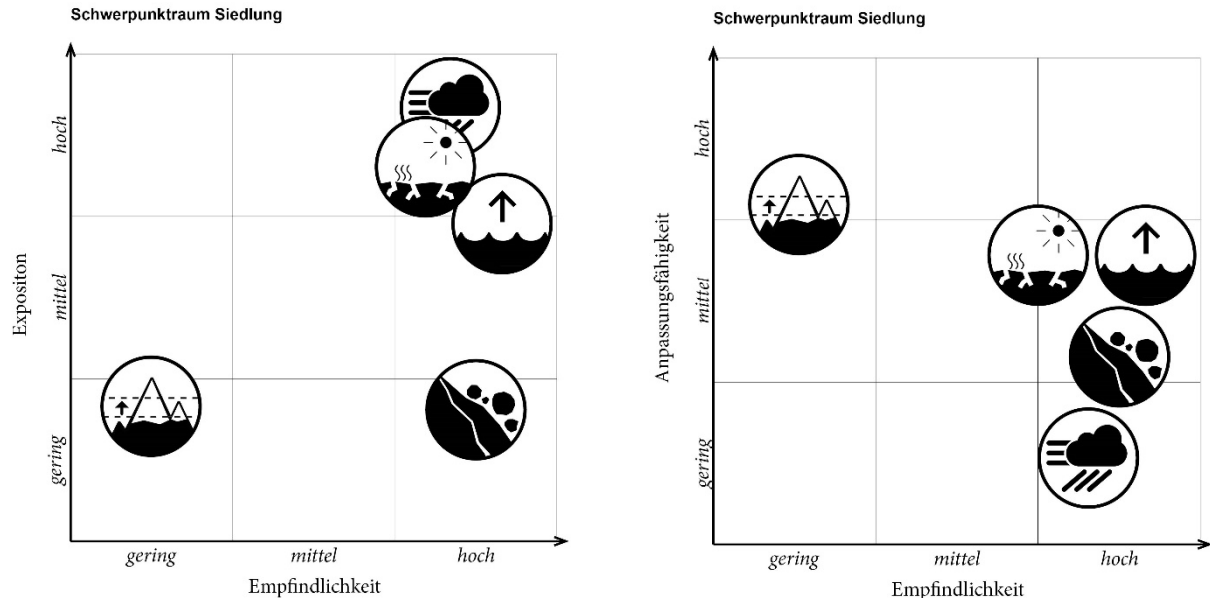 Schwerpunktraum Siedlung
hoch
mittel
gering
Expositon
gering mittel hoch
Empfindlichkeit
Schwerpunktraum Siedlung
hoch
mittel
gering
Anpassungsfähigkeit
gering mittel hoch
Empfindlichkeit